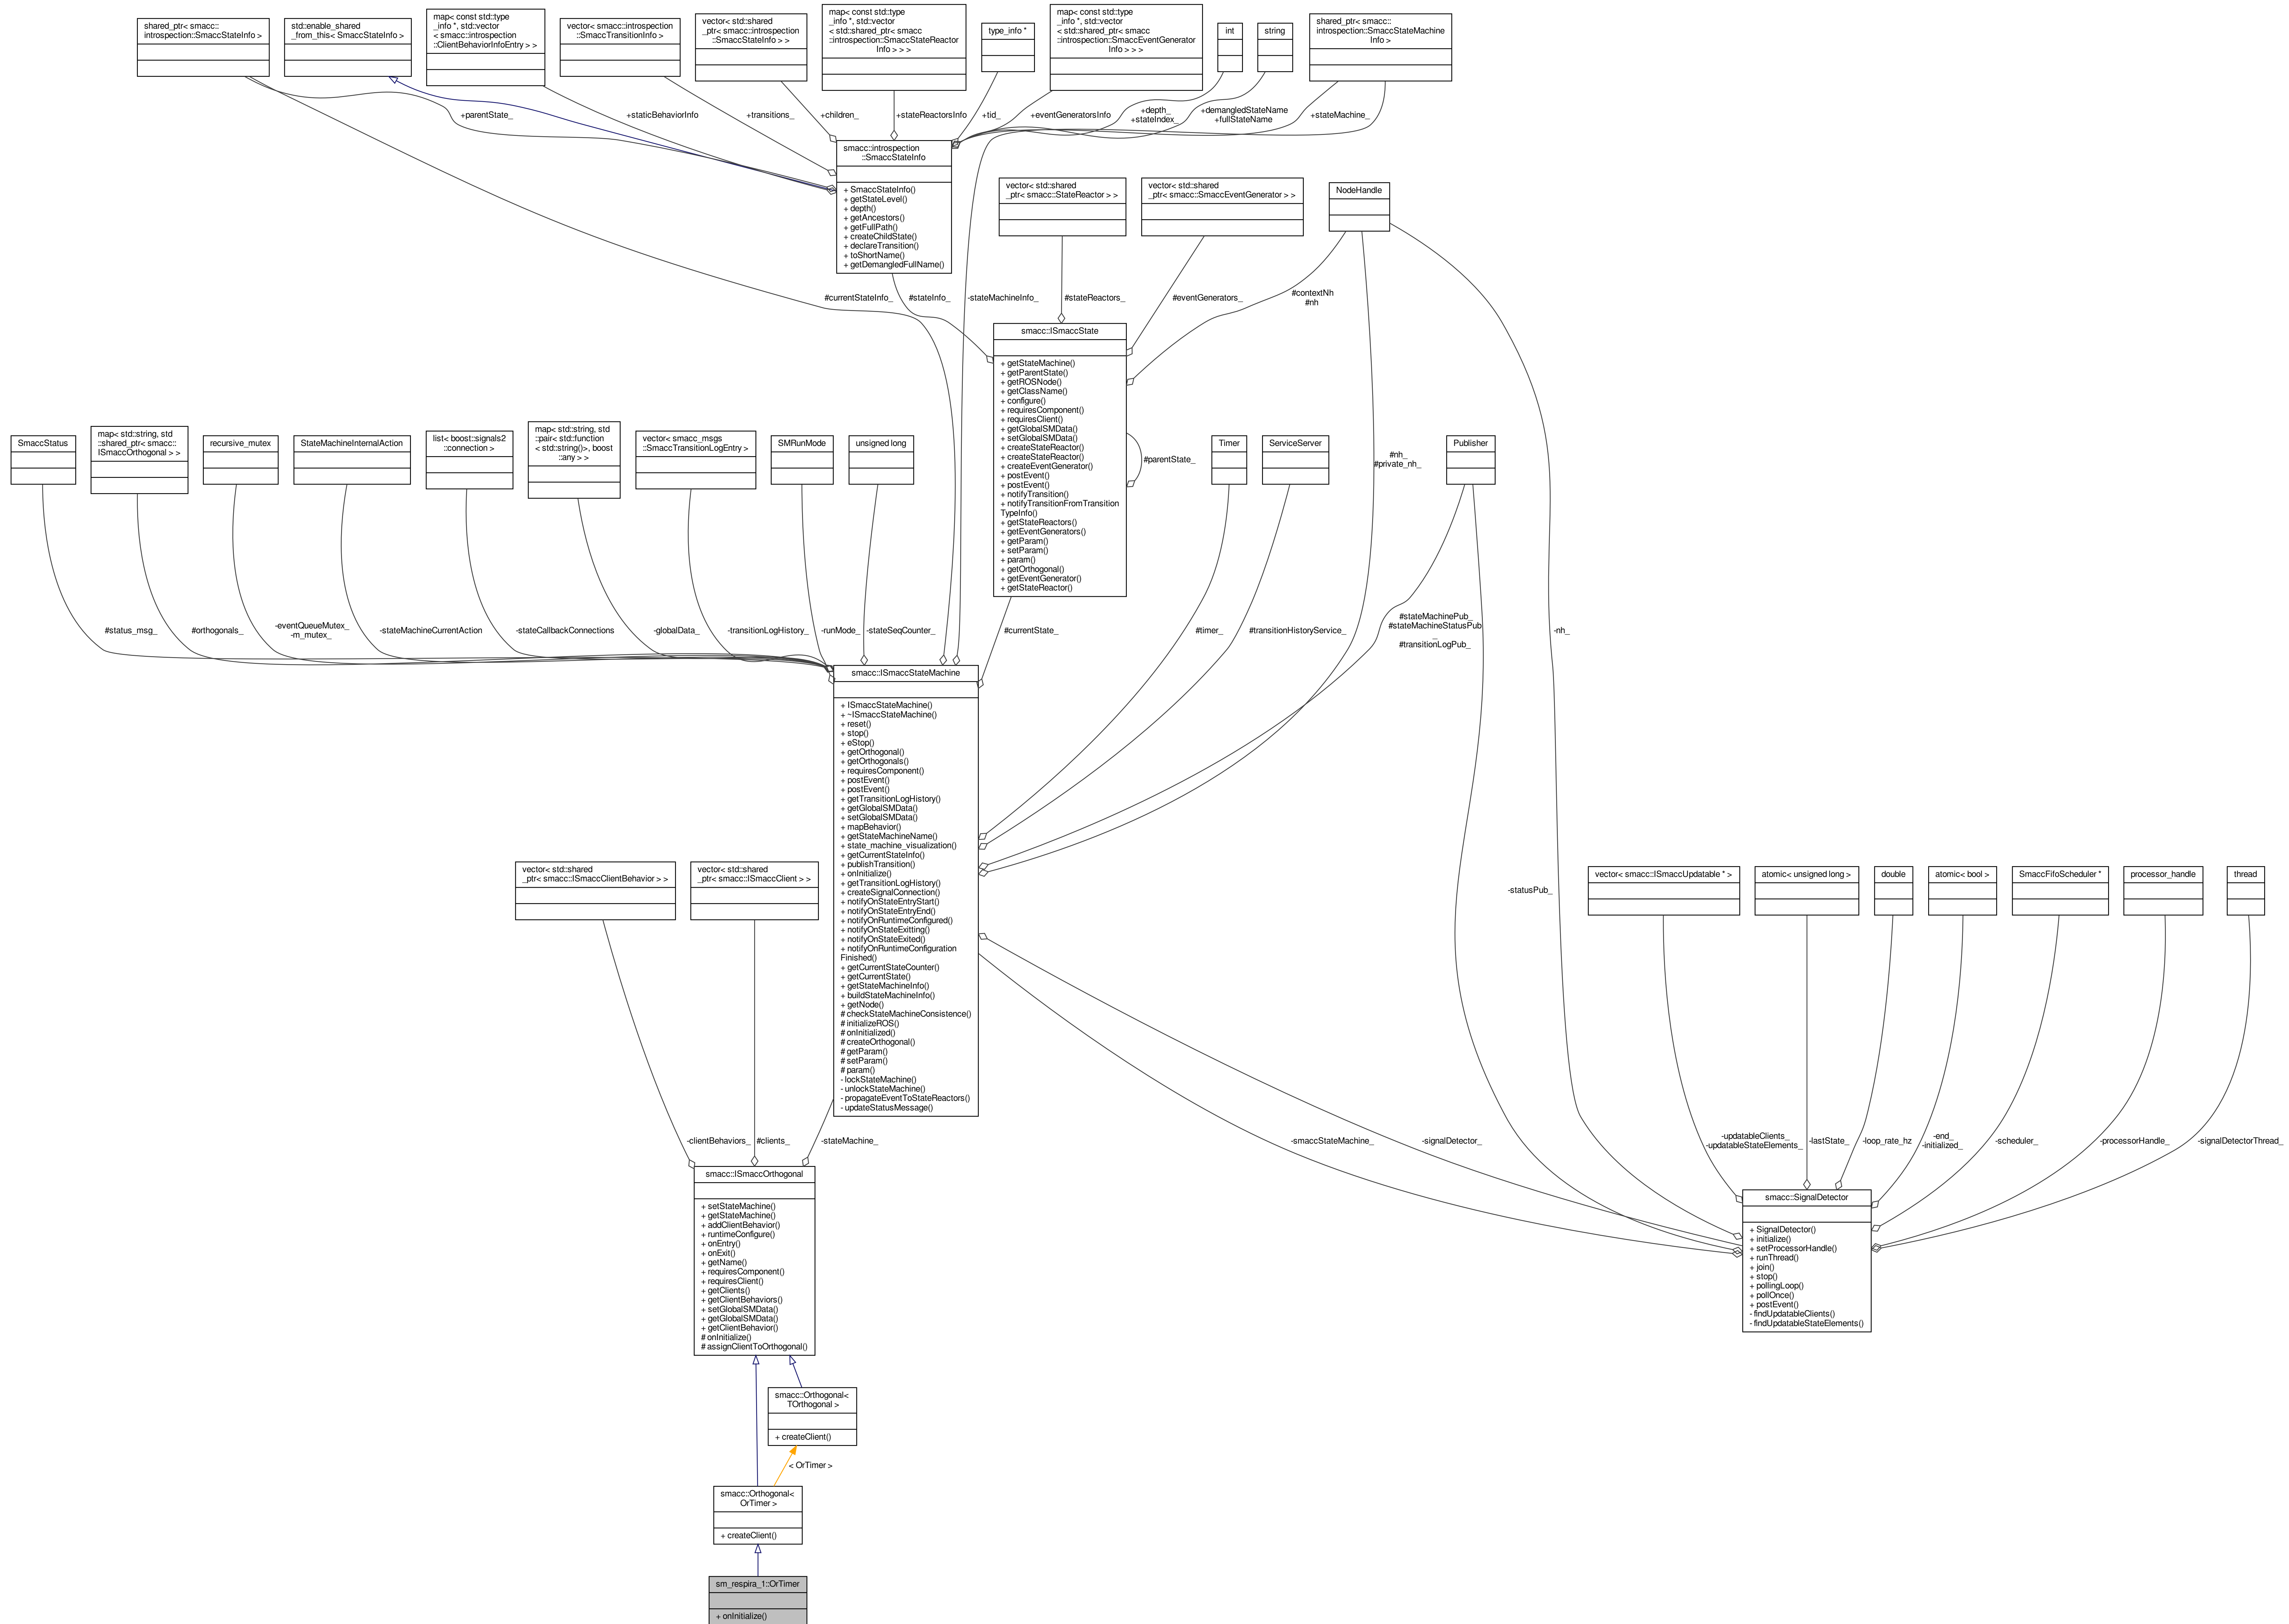 shared_ptr< smacc::
introspection::SmaccStateInfo >
std::enable_shared
_from_this< SmaccStateInfo >
map< const std::type
_info *, std::vector
< smacc::introspection
::ClientBehaviorInfoEntry > >
vector< smacc::introspection
::SmaccTransitionInfo >
vector< std::shared
_ptr< smacc::introspection
::SmaccStateInfo > >
map< const std::type
_info *, std::vector
< std::shared_ptr< smacc
::introspection::SmaccStateReactor
Info > > >
type_info *
map< const std::type
_info *, std::vector
< std::shared_ptr< smacc
::introspection::SmaccEventGenerator
Info > > >
int
string
shared_ptr< smacc::
introspection::SmaccStateMachine
Info >
+parentState_
+staticBehaviorInfo
+transitions_
+children_
+stateReactorsInfo
+tid_
+eventGeneratorsInfo
+depth_
+stateIndex_
+demangledStateName
+fullStateName
+stateMachine_
smacc::introspection
::SmaccStateInfo
+ SmaccStateInfo()
+ getStateLevel()
+ depth()
+ getAncestors()
+ getFullPath()
+ createChildState()
+ declareTransition()
+ toShortName()
+ getDemangledFullName()
vector< std::shared
_ptr< smacc::StateReactor > >
vector< std::shared
_ptr< smacc::SmaccEventGenerator > >
NodeHandle
#currentStateInfo_
#stateInfo_
-stateMachineInfo_
#stateReactors_
#eventGenerators_
#contextNh
#nh
smacc::ISmaccState
+ getStateMachine()
+ getParentState()
+ getROSNode()
+ getClassName()
+ configure()
+ requiresComponent()
+ requiresClient()
+ getGlobalSMData()
+ setGlobalSMData()
+ createStateReactor()
+ createStateReactor()
+ createEventGenerator()
+ postEvent()
+ postEvent()
+ notifyTransition()
+ notifyTransitionFromTransition
TypeInfo()
+ getStateReactors()
+ getEventGenerators()
+ getParam()
+ setParam()
+ param()
+ getOrthogonal()
+ getEventGenerator()
+ getStateReactor()
#parentState_
SmaccStatus
map< std::string, std
::shared_ptr< smacc::
ISmaccOrthogonal > >
recursive_mutex
StateMachineInternalAction
list< boost::signals2
::connection >
map< std::string, std
::pair< std::function
< std::string()>, boost
::any > >
vector< smacc_msgs
::SmaccTransitionLogEntry >
SMRunMode
unsigned long
Timer
ServiceServer
Publisher
#nh_
#private_nh_
#status_msg_
#orthogonals_
-eventQueueMutex_
-m_mutex_
-stateMachineCurrentAction
-stateCallbackConnections
-globalData_
-transitionLogHistory_
-runMode_
-stateSeqCounter_
#currentState_
#timer_
#transitionHistoryService_
#stateMachinePub_
#stateMachineStatusPub
_
#transitionLogPub_
-nh_
smacc::ISmaccStateMachine
+ ISmaccStateMachine()
+ ~ISmaccStateMachine()
+ reset()
+ stop()
+ eStop()
+ getOrthogonal()
+ getOrthogonals()
+ requiresComponent()
+ postEvent()
+ postEvent()
+ getTransitionLogHistory()
+ getGlobalSMData()
+ setGlobalSMData()
+ mapBehavior()
+ getStateMachineName()
+ state_machine_visualization()
+ getCurrentStateInfo()
+ publishTransition()
+ onInitialize()
+ getTransitionLogHistory()
+ createSignalConnection()
+ notifyOnStateEntryStart()
+ notifyOnStateEntryEnd()
+ notifyOnRuntimeConfigured()
+ notifyOnStateExitting()
+ notifyOnStateExited()
+ notifyOnRuntimeConfiguration
Finished()
+ getCurrentStateCounter()
+ getCurrentState()
+ getStateMachineInfo()
+ buildStateMachineInfo()
+ getNode()
# checkStateMachineConsistence()
# initializeROS()
# onInitialized()
# createOrthogonal()
# getParam()
# setParam()
# param()
- lockStateMachine()
- unlockStateMachine()
- propagateEventToStateReactors()
- updateStatusMessage()
vector< std::shared
_ptr< smacc::ISmaccClientBehavior > >
vector< std::shared
_ptr< smacc::ISmaccClient > >
-statusPub_
vector< smacc::ISmaccUpdatable * >
atomic< unsigned long >
double
atomic< bool >
SmaccFifoScheduler *
processor_handle
thread
-clientBehaviors_
#clients_
-stateMachine_
-smaccStateMachine_
-signalDetector_
-updatableClients_
-updatableStateElements_
-lastState_
-loop_rate_hz
-end_
-initialized_
-scheduler_
-processorHandle_
-signalDetectorThread_
smacc::ISmaccOrthogonal
+ setStateMachine()
+ getStateMachine()
+ addClientBehavior()
+ runtimeConfigure()
+ onEntry()
+ onExit()
+ getName()
+ requiresComponent()
+ requiresClient()
+ getClients()
+ getClientBehaviors()
+ setGlobalSMData()
+ getGlobalSMData()
+ getClientBehavior()
# onInitialize()
# assignClientToOrthogonal()
smacc::SignalDetector
+ SignalDetector()
+ initialize()
+ setProcessorHandle()
+ runThread()
+ join()
+ stop()
+ pollingLoop()
+ pollOnce()
+ postEvent()
- findUpdatableClients()
- findUpdatableStateElements()
smacc::Orthogonal<
TOrthogonal >
+ createClient()
< OrTimer >
smacc::Orthogonal<
OrTimer >
+ createClient()
sm_respira_1::OrTimer
+ onInitialize()